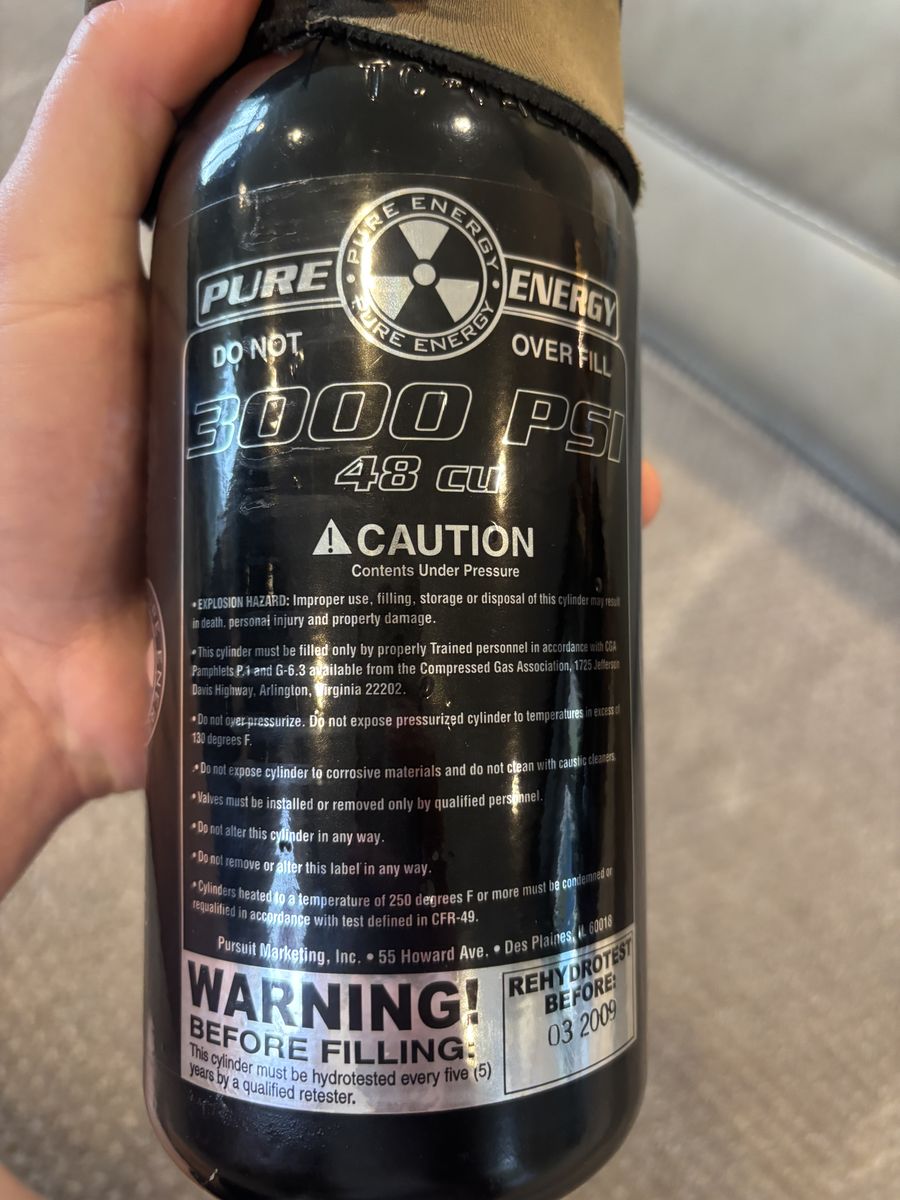 PURE ENERGY
PURE
ENERGY
PURE ENERGY
DO NOT
OVER FILL
3000 PSI
48 cu
CAUTION
Contents Under Pressure
• EXPLOSION HAZARD: Improper use, filling, storage or disposal of this cylinder may result
in death, personal injury and property damage.
• This cylinder must be filled only by properly Trained personnel in accordance with CGA
Pamphlets P.1 and G-6.3 available from the Compressed Gas Association, 1725 Jefferson
Davis Highway, Arlington, Virginia 22202.
• Do not over-pressurize. Do not expose pressurized cylinder to temperatures in excess of
130 degrees F.
• Do not expose cylinder to corrosive materials and do not clean with caustic cleaners.
• Valves must be installed or removed only by qualified personnel.
• Do not alter this cylinder in any way.
• Do not remove or alter this label in any way.
• Cylinders heated to a temperature of 250 degrees F or more must be condemned or
requalified in accordance with test defined in CFR-49.
Pursuit Marketing, Inc. • 55 Howard Ave. • Des Plaines, IL 60018
WARNING!
BEFORE FILLING:
This cylinder must be hydrotested every five (5)
years by a qualified retester.
REHYDROTEST
BEFORE:
03 2009